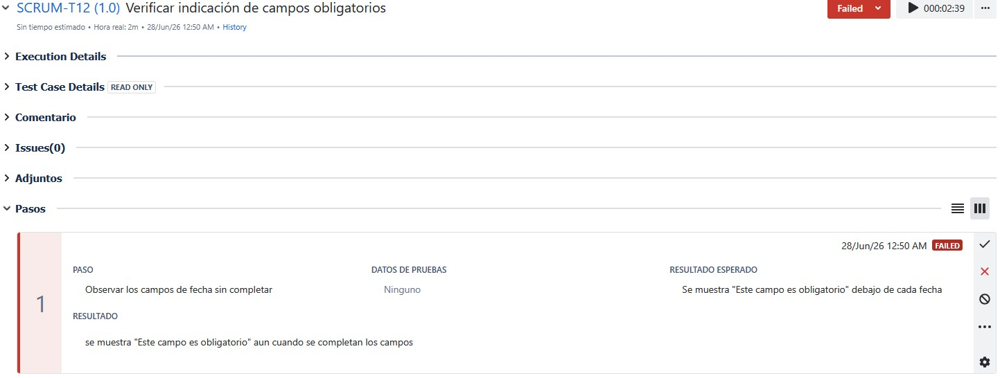 SCRUM-T12 (1.0) Verificar indicación de campos obligatorios
Failed
000:02:39
Sin tiempo estimado • Hora real: 2m • 28/Jun/26 12:50 AM • History
Execution Details
Test Case Details READ ONLY
Comentario
Issues(0)
Adjuntos
Pasos
28/Jun/26 12:50 AM FAILED
PASO
DATOS DE PRUEBAS
RESULTADO ESPERADO
1
Observar los campos de fecha sin completar
Ninguno
Se muestra "Este campo es obligatorio" debajo de cada fecha
RESULTADO
se muestra "Este campo es obligatorio" aun cuando se completan los campos